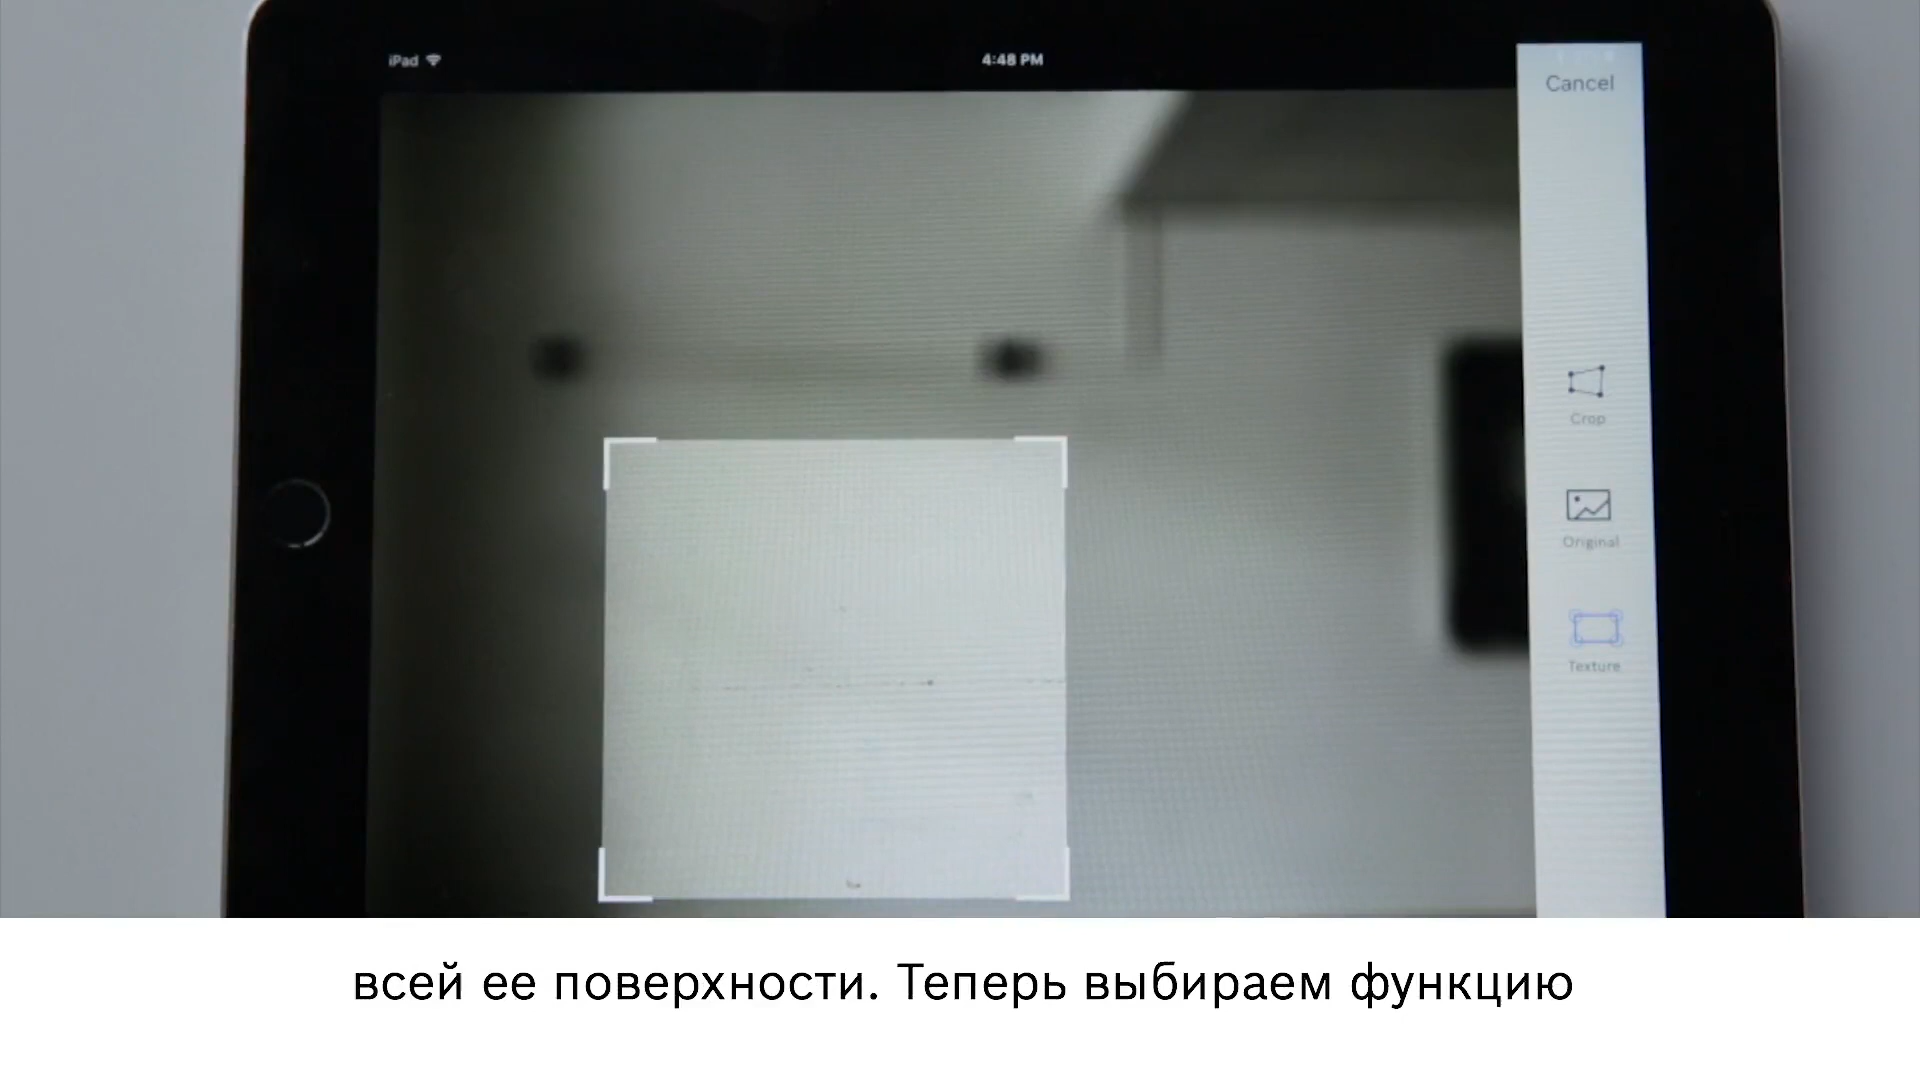 iPad
4:48 PM
Cancel
Crop
Original
Texture
всей ее поверхности. Теперь выбираем функцию